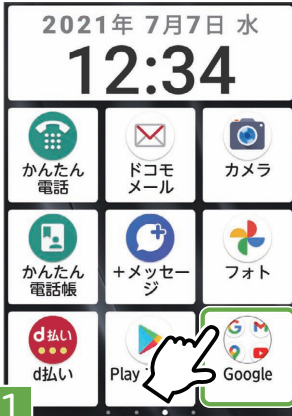 2021年 7月7日 水
12:34
かんたん
電話
ドコモ
メール
カメラ
かんたん
電話帳
+メッセー
ジ
フォト
d払い
d払い
Play
Google
1